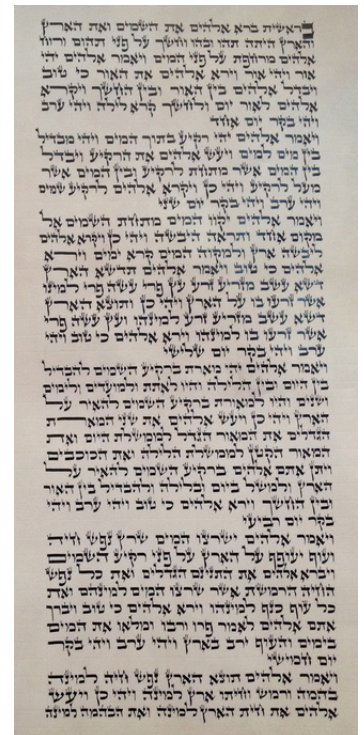 בראשית ברא אלהים את השמים ואת הארץ
והארץ היתה תהו ובהו וחשך על פני תהום ורוח
אלהים מרחפת על פני המים ויאמר אלהים יהי
אור ויהי אור וירא אלהים את האור כי טוב
ויבדל אלהים בין האור ובין החשך ויקרא
אלהים לאור יום ולחשך קרא לילה ויהי ערב
ויהי בקר יום אחד
ויאמר אלהים יהי רקיע בתוך המים ויהי מבדיל
בין מים למים ויעש אלהים את הרקיע ויבדל
בין המים אשר מתחת לרקיע ובין המים אשר
מעל לרקיע ויהי כן ויקרא אלהים לרקיע שמים
ויהי ערב ויהי בקר יום שני
ויאמר אלהים יקוו המים מתחת השמים אל
מקום אחד ותראה היבשה ויהי כן ויקרא אלהים
ליבשה ארץ ולמקוה המים קרא ימים וירא
אלהים כי טוב ויאמר אלהים תדשא הארץ
דשא עשב מזריע זרע עץ פרי עשה פרי למינו
אשר זרעו בו על הארץ ויהי כן ותוצא הארץ
דשא עשב מזריע זרע למינהו ועץ עשה פרי
אשר זרעו בו למינהו וירא אלהים כי טוב ויהי
ערב ויהי בקר יום שלישי
ויאמר אלהים יהי מארת ברקיע השמים להבדיל
בין היום ובין הלילה והיו לאתת ולמועדים ולימים
ושנים והיו למאורת ברקיע השמים להאיר על
הארץ ויהי כן ויעש אלהים את שני המארת
הגדלים את המאור הגדל לממשלת היום ואת
המאור הקטן לממשלת הלילה ואת הכוכבים
ויתן אתם אלהים ברקיע השמים להאיר על
הארץ ולמשל ביום ובלילה ולהבדיל בין האור
ובין החשך וירא אלהים כי טוב ויהי ערב ויהי
בקר יום רביעי
ויאמר אלהים ישרצו המים שרץ נפש חיה
ועוף יעופף על הארץ על פני רקיע השמים
ויברא אלהים את התנינם הגדלים ואת כל נפש
החיה הרמשת אשר שרצו המים למינהם ואת
כל עוף כנף למינהו וירא אלהים כי טוב ויברך
אתם אלהים לאמר פרו ורבו ומלאו את המים
בימים והעוף ירב בארץ ויהי ערב ויהי בקר
יום חמישי
ויאמר אלהים תוצא הארץ נפש חיה למינה
בהמה ורמש וחיתו ארץ למינה ויהי כן ויעש
אלהים את חית הארץ למינה ואת הבהמה למינה